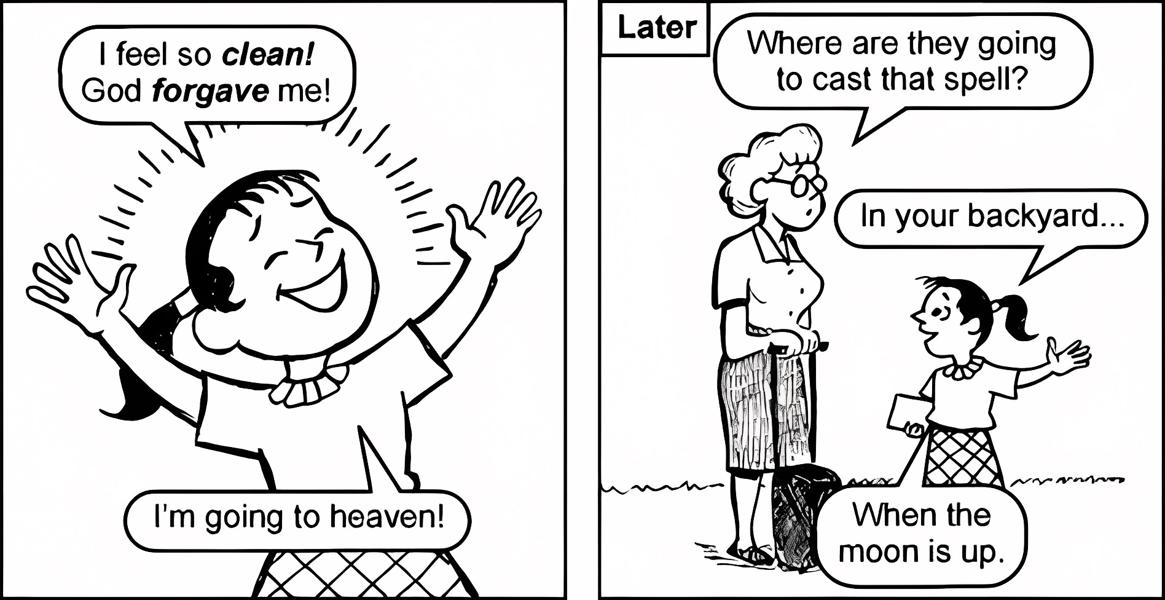 I feel so clean!
God forgave me!
I'm going to heaven!
Later
Where are they going
to cast that spell?
In your backyard...
When the
moon is up.